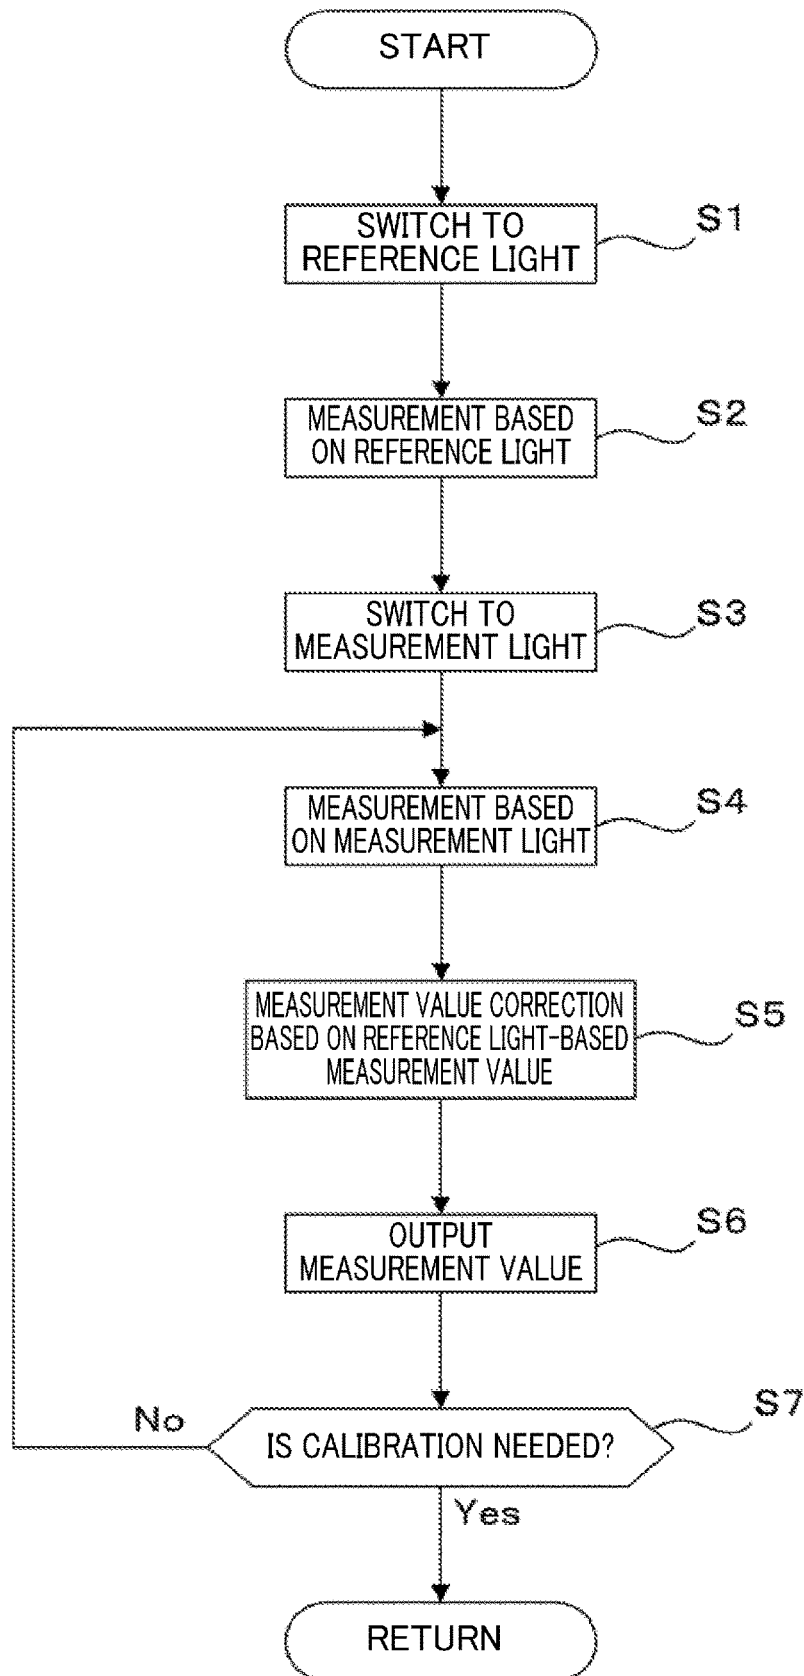 START
SWITCH TO
REFERENCE LIGHT
S1
MEASUREMENT BASED
ON REFERENCE LIGHT
S2
SWITCH TO
MEASUREMENT LIGHT
S3
MEASUREMENT BASED
ON MEASUREMENT LIGHT
S4
MEASUREMENT VALUE CORRECTION
BASED ON REFERENCE LIGHT-BASED
MEASUREMENT VALUE
S5
OUTPUT
MEASUREMENT VALUE
S6
IS CALIBRATION NEEDED?
S7
No
Yes
RETURN